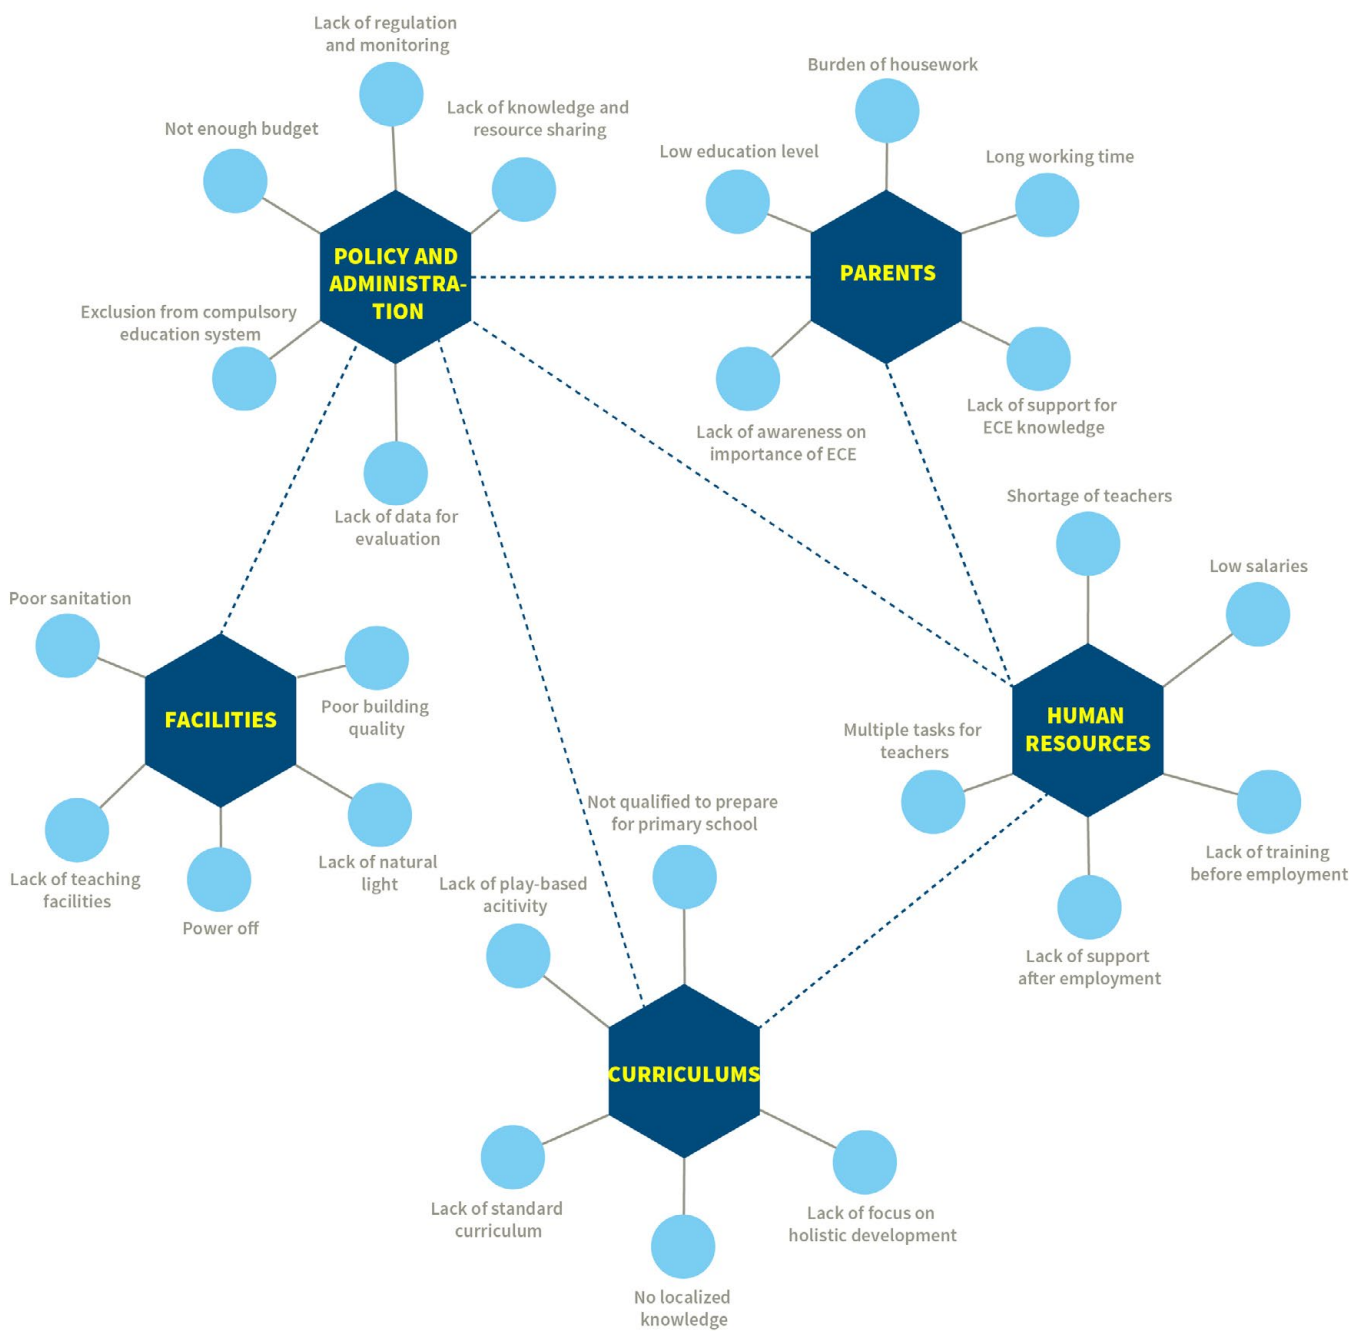 Lack of regulation
and monitoring
Not enough budget
Lack of knowledge and
resource sharing
POLICY AND
ADMINISTRA-
TION
Exclusion from compulsory
education system
Lack of data for
evaluation
Burden of housework
Low education level
Long working time
PARENTS
Lack of awareness on
importance of ECE
Lack of support for
ECE knowledge
Shortage of teachers
Low salaries
HUMAN
RESOURCES
Multiple tasks for
teachers
Lack of training
before employment
Lack of support
after employment
Poor sanitation
Poor building
quality
FACILITIES
Lack of teaching
facilities
Power off
Lack of natural
light
Not qualified to prepare
for primary school
Lack of play-based
acitivity
CURRICULUMS
Lack of standard
curriculum
No localized
knowledge
Lack of focus on
holistic development